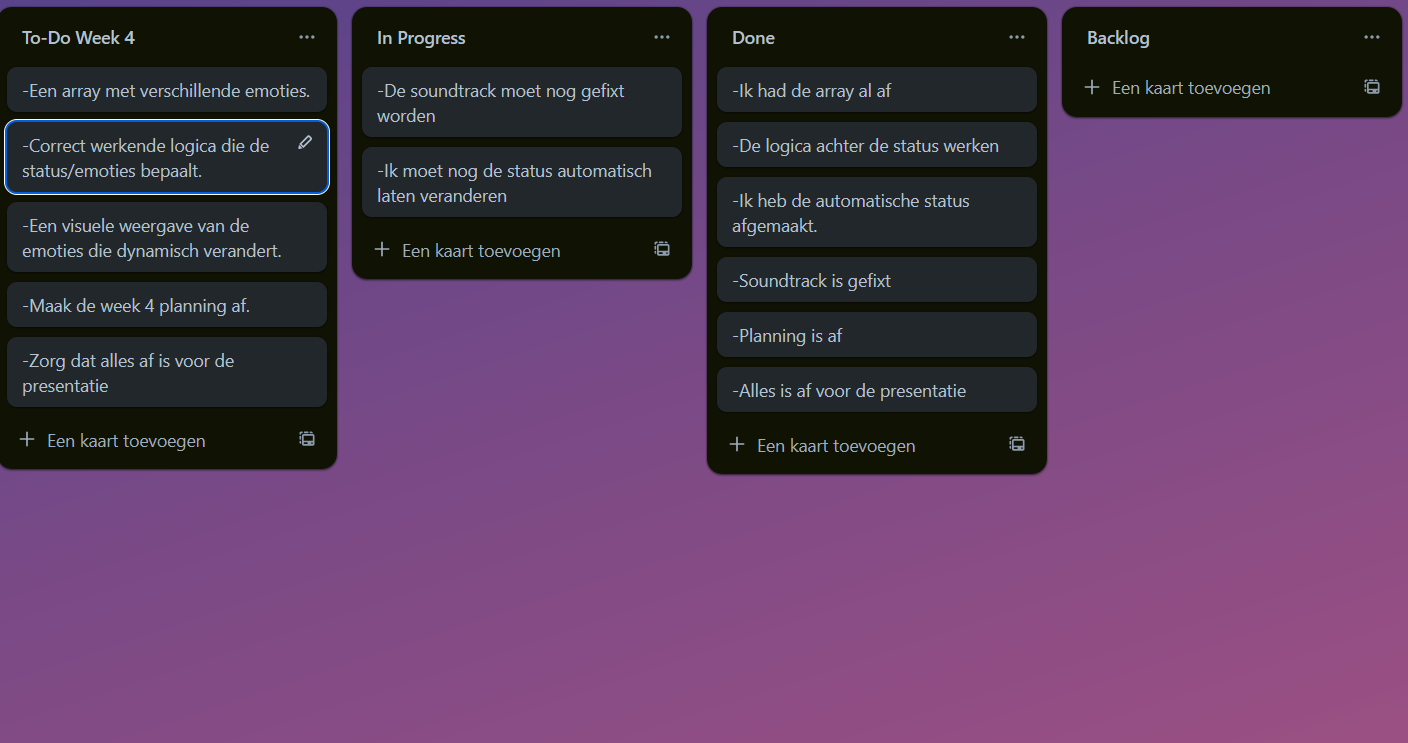 To-Do Week 4
-Een array met verschillende emoties.
-Correct werkende logica die de
status/emoties bepaalt.
-Een visuele weergave van de
emoties die dynamisch verandert.
-Maak de week 4 planning af.
-Zorg dat alles af is voor de
presentatie
Een kaart toevoegen
In Progress
-De soundtrack moet nog gefixt
worden
-Ik moet nog de status automatisch
laten veranderen
Een kaart toevoegen
Done
-Ik had de array al af
-De logica achter de status werken
-Ik heb de automatische status
afgemaakt.
-Soundtrack is gefixt
-Planning is af
-Alles is af voor de presentatie
Een kaart toevoegen
Backlog
Een kaart toevoegen